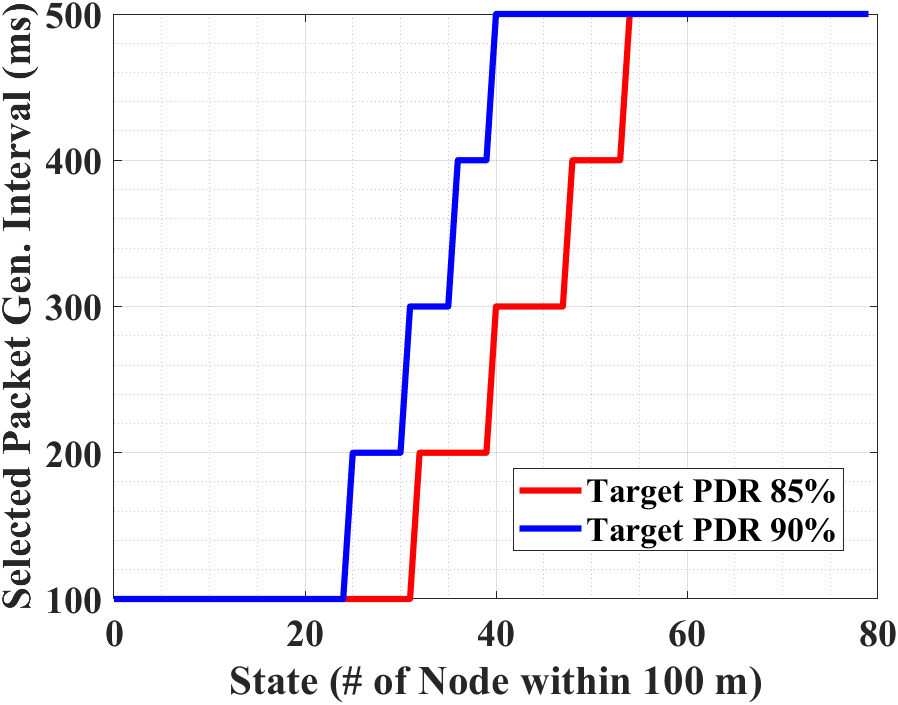 Selected Packet Gen. Interval (ms)
500
400
300
200
100
0 20 40 60 80
State (# of Node within 100 m)
Target PDR 85%
Target PDR 90%